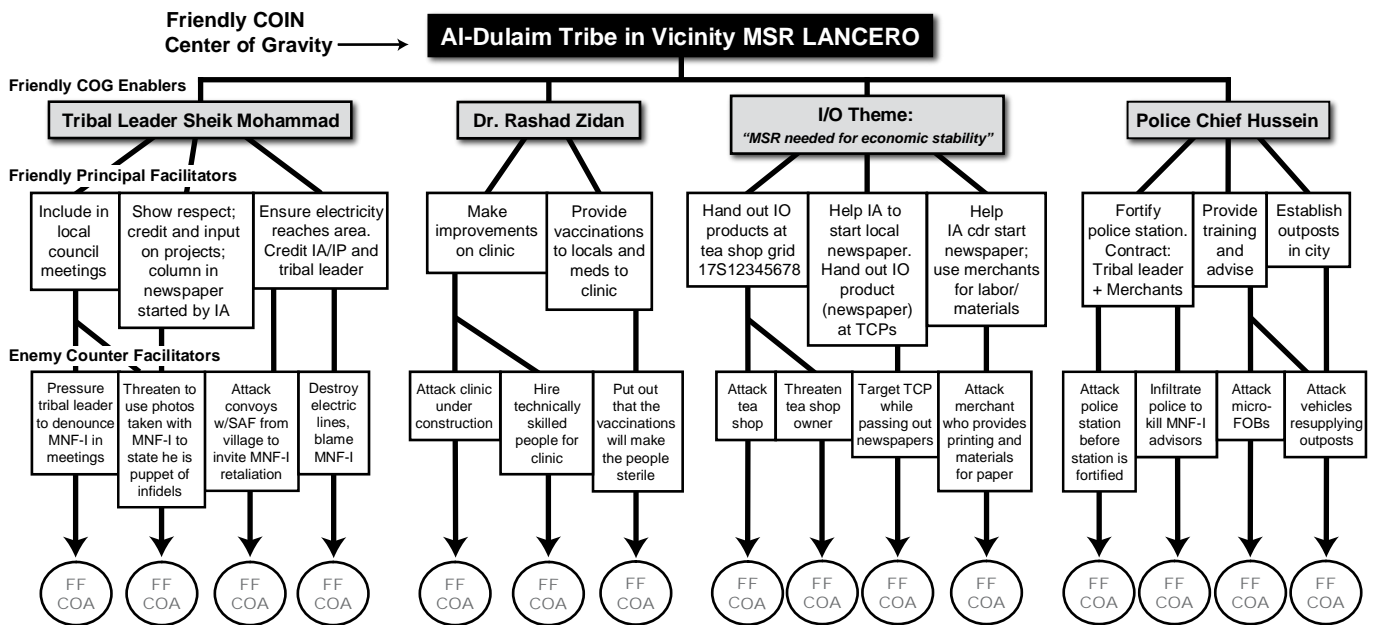 Friendly COIN
Center of Gravity
Al-Dulaim Tribe in Vicinity MSR LANCERO
Friendly COG Enablers
Tribal Leader Sheik Mohammad
Dr. Rashad Zidan
I/O Theme:
“MSR needed for economic stability”
Police Chief Hussein
Friendly Principal Facilitators
Include in
local
council
meetings
Show respect;
credit and input
on projects;
column in
newspaper
started by IA
Ensure electricity
reaches area.
Credit IA/IP and
tribal leader
Make
improvements
on clinic
Provide
vaccinations
to locals and
meds to
clinic
Hand out IO
products at
tea shop grid
17S12345678
Help IA to
start local
newspaper.
Hand out IO
product
(newspaper)
at TCPs
Help
IA cdr start
newspaper;
use merchants
for labor/
materials
Fortify
police station.
Contract:
Tribal leader
+ Merchants
Provide
training
and
advise
Establish
outposts
in city
Enemy Counter Facilitators
Pressure
tribal leader
to denounce
MNF-I in
meetings
Threaten to
use photos
taken with
MNF-I to
state he is
puppet of
infidels
Attack
convoys
w/SAF from
village to
invite MNF-I
retaliation
Destroy
electric
lines,
blame
MNF-I
Attack clinic
under
construction
Hire
technically
skilled
people for
clinic
Put out
that the
vaccinations
will make
the people
sterile
Attack
tea
shop
Threaten
tea shop
owner
Target TCP
while
passing out
newspapers
Attack
merchant
who provides
printing and
materials
for paper
Attack
police
station
before
station is
fortified
Infiltrate
police to
kill MNF-I
advisors
Attack
micro-
FOBs
Attack
vehicles
resupplying
outposts
FF
COA
FF
COA
FF
COA
FF
COA
FF
COA
FF
COA
FF
COA
FF
COA
FF
COA
FF
COA
FF
COA
FF
COA
FF
COA
FF
COA
FF
COA